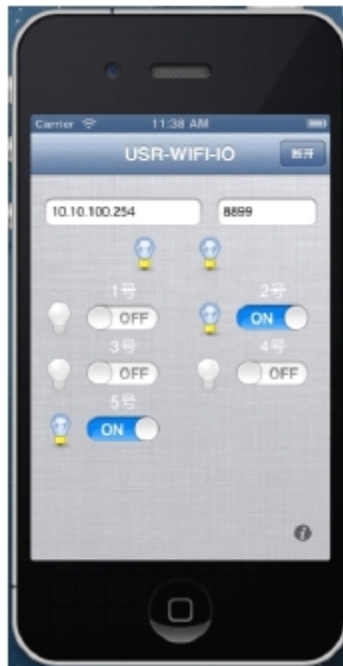 Carrier 11:38 AM
USR-WIFI-IO 断开
10.10.100.254 8899
1号 2号
OFF ON
3号 4号
OFF OFF
5号
ON